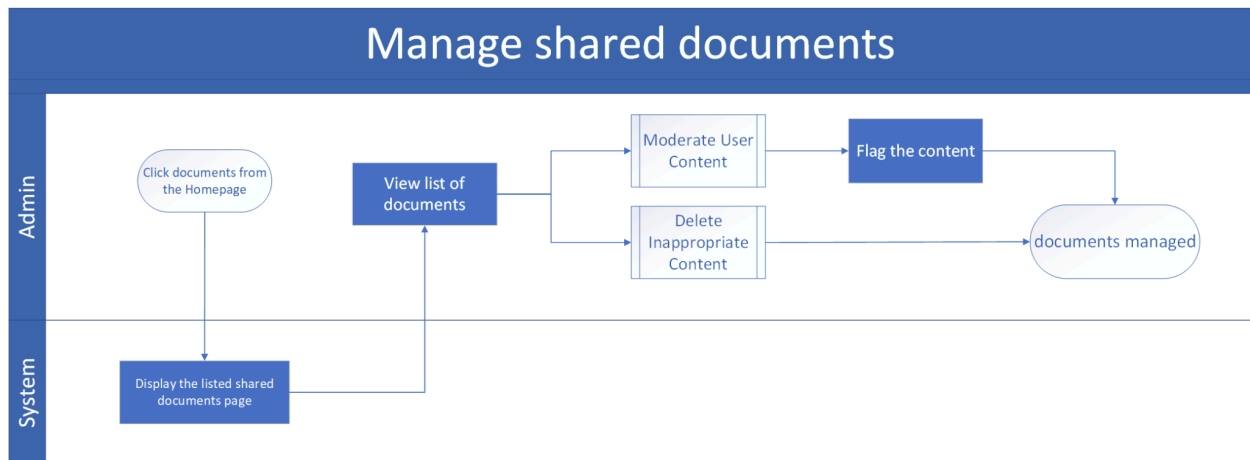 Manage shared documents
Admin
Click documents from
the Homepage
View list of
documents
Moderate User
Content
Flag the content
Delete
Inappropriate
Content
documents managed
System
Display the listed shared
documents page